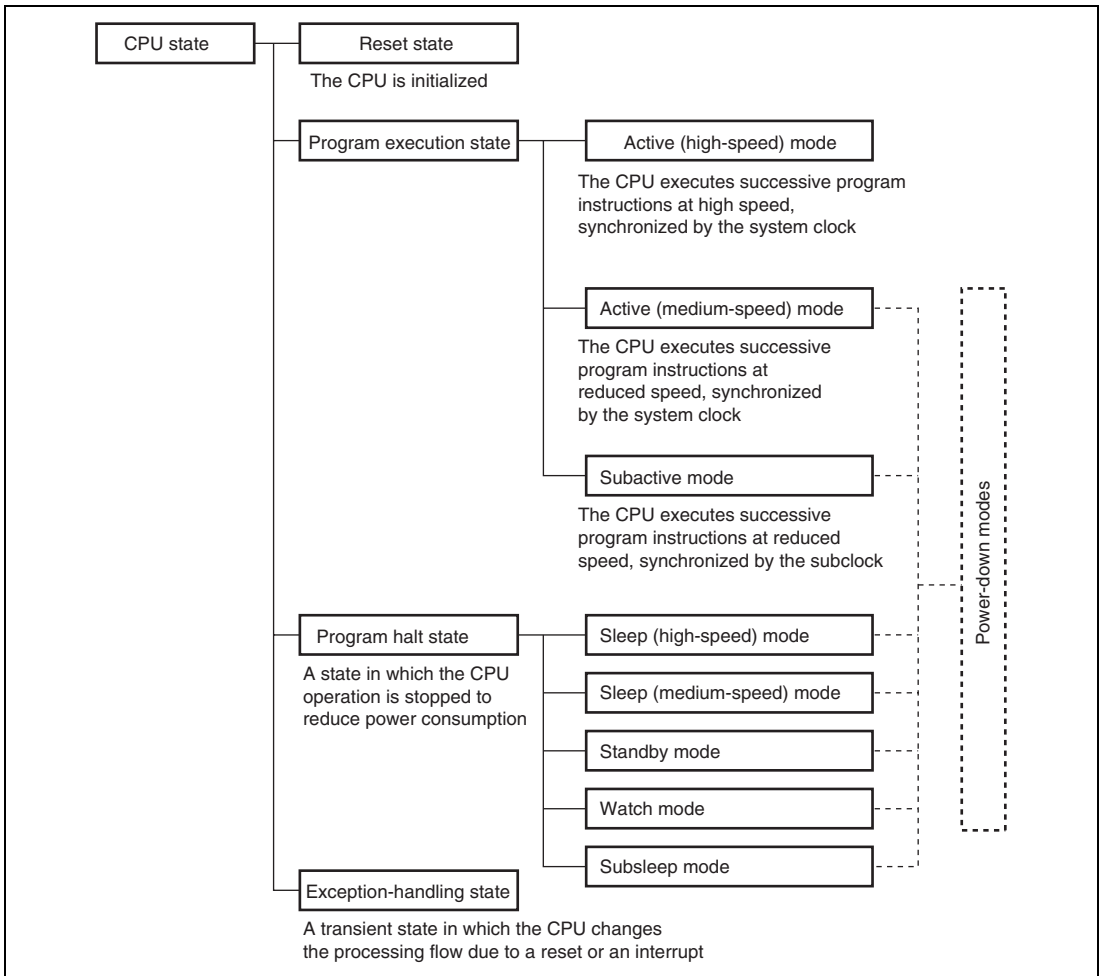 CPU state
Reset state
The CPU is initialized
Program execution state
Active (high-speed) mode
The CPU executes successive program
instructions at high speed,
synchronized by the system clock
Active (medium-speed) mode
The CPU executes successive
program instructions at
reduced speed, synchronized
by the system clock
Subactive mode
The CPU executes successive
program instructions at reduced
speed, synchronized by the subclock
Power-down modes
Program halt state
A state in which the CPU
operation is stopped to
reduce power consumption
Sleep (high-speed) mode
Sleep (medium-speed) mode
Standby mode
Watch mode
Subsleep mode
Exception-handling state
A transient state in which the CPU changes
the processing flow due to a reset or an interrupt